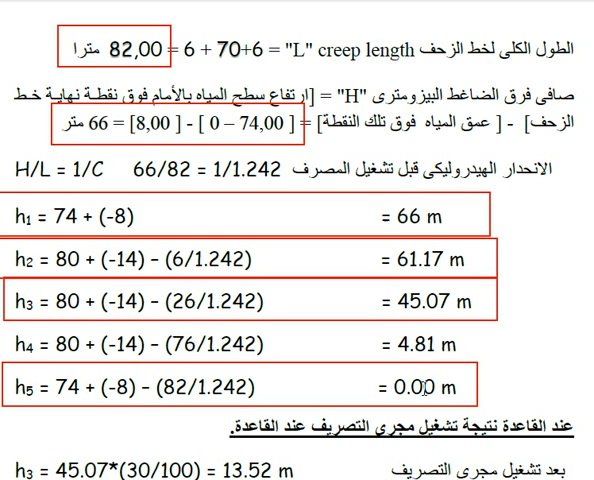 الطول الكلى لخط الزحف "L" creep length = 6 + 70+6 = 82,00 مترا
صافى فرق الضاغط البيزومترى "H" = [إرتفاع سطح المياه بالأمام فوق نقطة نهاية خط
الزحف] - [ عمق المياه فوق تلك النقطة] = [ 74,00 – 0 ] - [8,00 ] = 66 متر
الانحدار الهيدروليكى قبل تشغيل المصرف 66/82 = 1/1.242 H/L = 1/C
h1 = 74 + (-8) = 66 m
h2 = 80 + (-14) – (6/1.242) = 61.17 m
h3 = 80 + (-14) – (26/1.242) = 45.07 m
h4 = 80 + (-14) – (76/1.242) = 4.81 m
h5 = 74 + (-8) – (82/1.242) = 0.00 m
عند القاعدة نتيجة تشغيل مجرى التصريف عند القاعدة.
بعد تشغيل مجرى التصريف h3 = 45.07*(30/100) = 13.52 m